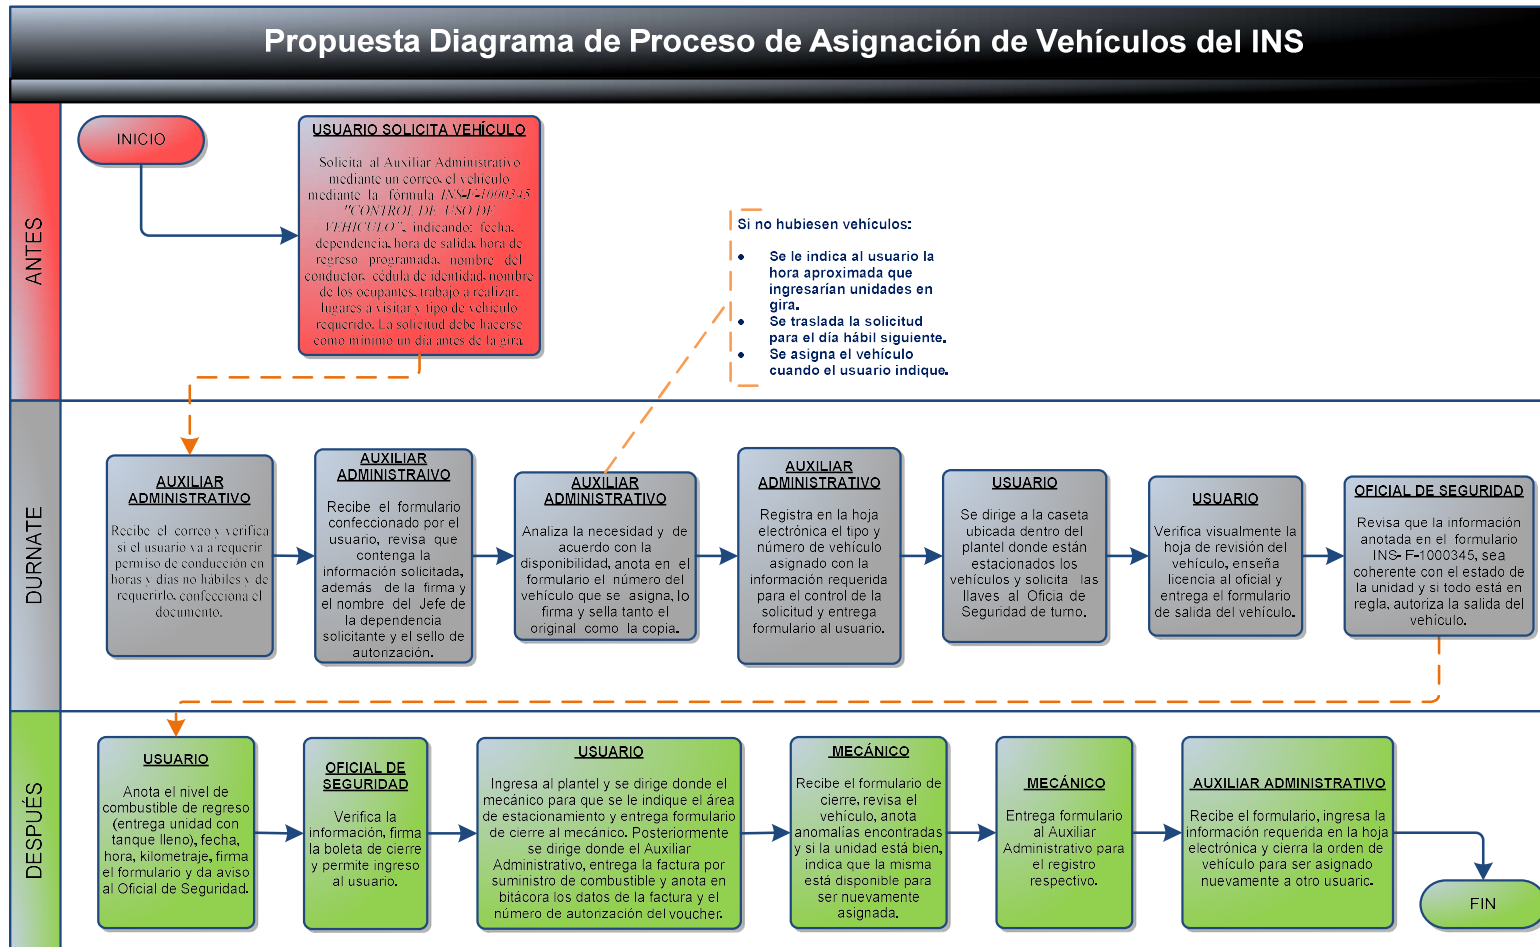 Propuesta Diagrama de Proceso de Asignación de Vehículos del INS
ANTES
INICIO
USUARIO SOLICITA VEHÍCULO
Solicita al Auxiliar Administrativo
mediante un correo, el vehículo
mediante la fórmula INS-F-1000345
"CONTROL DE USO DE
VEHICULO", indicando: fecha,
dependencia, hora de salida, hora de
regreso programada, nombre del
conductor, cédula de identidad, nombre
de los ocupantes, trabajo a realizar,
lugares a visitar y tipo de vehículo
requerido. La solicitud debe hacerse
como mínimo un día antes de la gira.
Si no hubiesen vehículos:
• Se le indica al usuario la
hora aproximada que
ingresarían unidades en
gira.
• Se traslada la solicitud
para el día hábil siguiente.
• Se asigna el vehículo
cuando el usuario indique.
DURNATE
AUXILIAR
ADMINISTRATIVO
Recibe el correo y verifica
si el usuario va a requerir
permiso de conducción en
horas y días no hábiles y de
requerirlo, confecciona el
documento.
AUXILIAR
ADMINISTRAIVO
Recibe el formulario
confeccionado por el
usuario, revisa que
contenga la
información solicitada,
además de la firma y
el nombre del Jefe de
la dependencia
solicitante y el sello de
autorización.
AUXILIAR
ADMINISTRATIVO
Analiza la necesidad y de
acuerdo con la
disponibilidad, anota en el
formulario el número del
vehículo que se asigna, lo
firma y sella tanto el
original como la copia.
AUXILIAR
ADMINISTRATIVO
Registra en la hoja
electrónica el tipo y
número de vehículo
asignado con la
información requerida
para el control de la
solicitud y entrega
formulario al usuario.
USUARIO
Se dirige a la caseta
ubicada dentro del
plantel donde están
estacionados los
vehículos y solicita las
llaves al Oficia de
Seguridad de turno.
USUARIO
Verifica visualmente la
hoja de revisión del
vehículo, enseña
licencia al oficial y
entrega el formulario
de salida del vehículo.
OFICIAL DE SEGURIDAD
Revisa que la información
anotada en el formulario
INS- F-1000345, sea
coherente con el estado de
la unidad y si todo está en
regla, autoriza la salida del
vehículo.
DESPUÉS
USUARIO
Anota el nivel de
combustible de regreso
(entrega unidad con
tanque lleno), fecha,
hora, kilometraje, firma
el formulario y da aviso
al Oficial de Seguridad.
OFICIAL DE
SEGURIDAD
Verifica la
información, firma
la boleta de cierre
y permite ingreso
al usuario.
USUARIO
Ingresa al plantel y se dirige donde el
mecánico para que se le indique el área
de estacionamiento y entrega formulario
de cierre al mecánico. Posteriormente
se dirige donde el Auxiliar
Administrativo, entrega la factura por
suministro de combustible y anota en
bitácora los datos de la factura y el
número de autorización del voucher.
MECÁNICO
Recibe el formulario de
cierre, revisa el
vehículo, anota
anomalías encontradas
y si la unidad está bien,
indica que la misma
está disponible para
ser nuevamente
asignada.
MECÁNICO
Entrega formulario
al Auxiliar
Administrativo para
el registro
respectivo.
AUXILIAR ADMINISTRATIVO
Recibe el formulario, ingresa la
información requerida en la hoja
electrónica y cierra la orden de
vehículo para ser asignado
nuevamente a otro usuario.
FIN